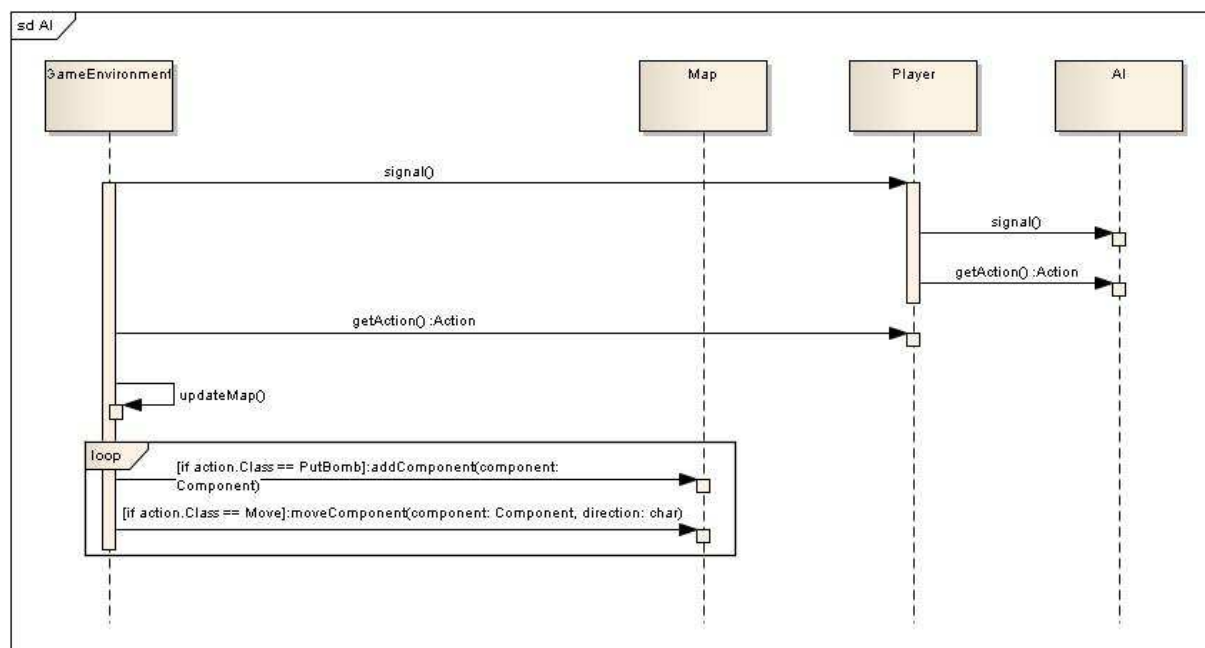 sd AI
GameEnvironment
Map
Player
AI
signal()
signal()
getAction() :Action
getAction() :Action
updateMap()
loop
[if action.Class == PutBomb]:addComponent(component:
Component)
[if action.Class == Move]:moveComponent(component: Component, direction: char)